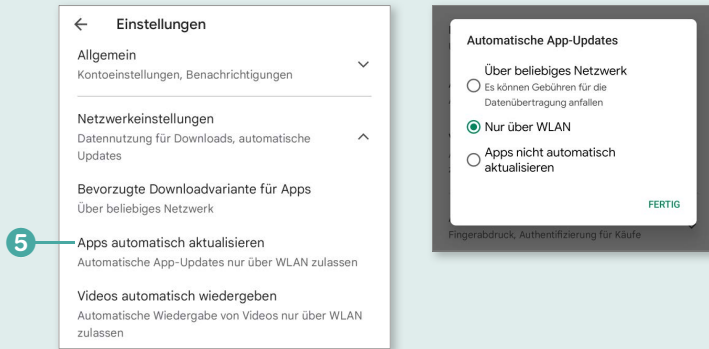 ← Einstellungen
Allgemein
Kontoeinstellungen, Benachrichtigungen
Netzwerkeinstellungen
Datennutzung für Downloads, automatische
Updates
Bevorzugte Downloadvariante für Apps
Über beliebiges Netzwerk
5
Apps automatisch aktualisieren
Automatische App-Updates nur über WLAN zulassen
Videos automatisch wiedergeben
Automatische Wiedergabe von Videos nur über WLAN
zulassen
Automatische App-Updates
Über beliebiges Netzwerk
Es können Gebühren für die
Datenübertragung anfallen
Nur über WLAN
Apps nicht automatisch
aktualisieren
FERTIG
Fingerabdruck, Authentifizierung für Käufe